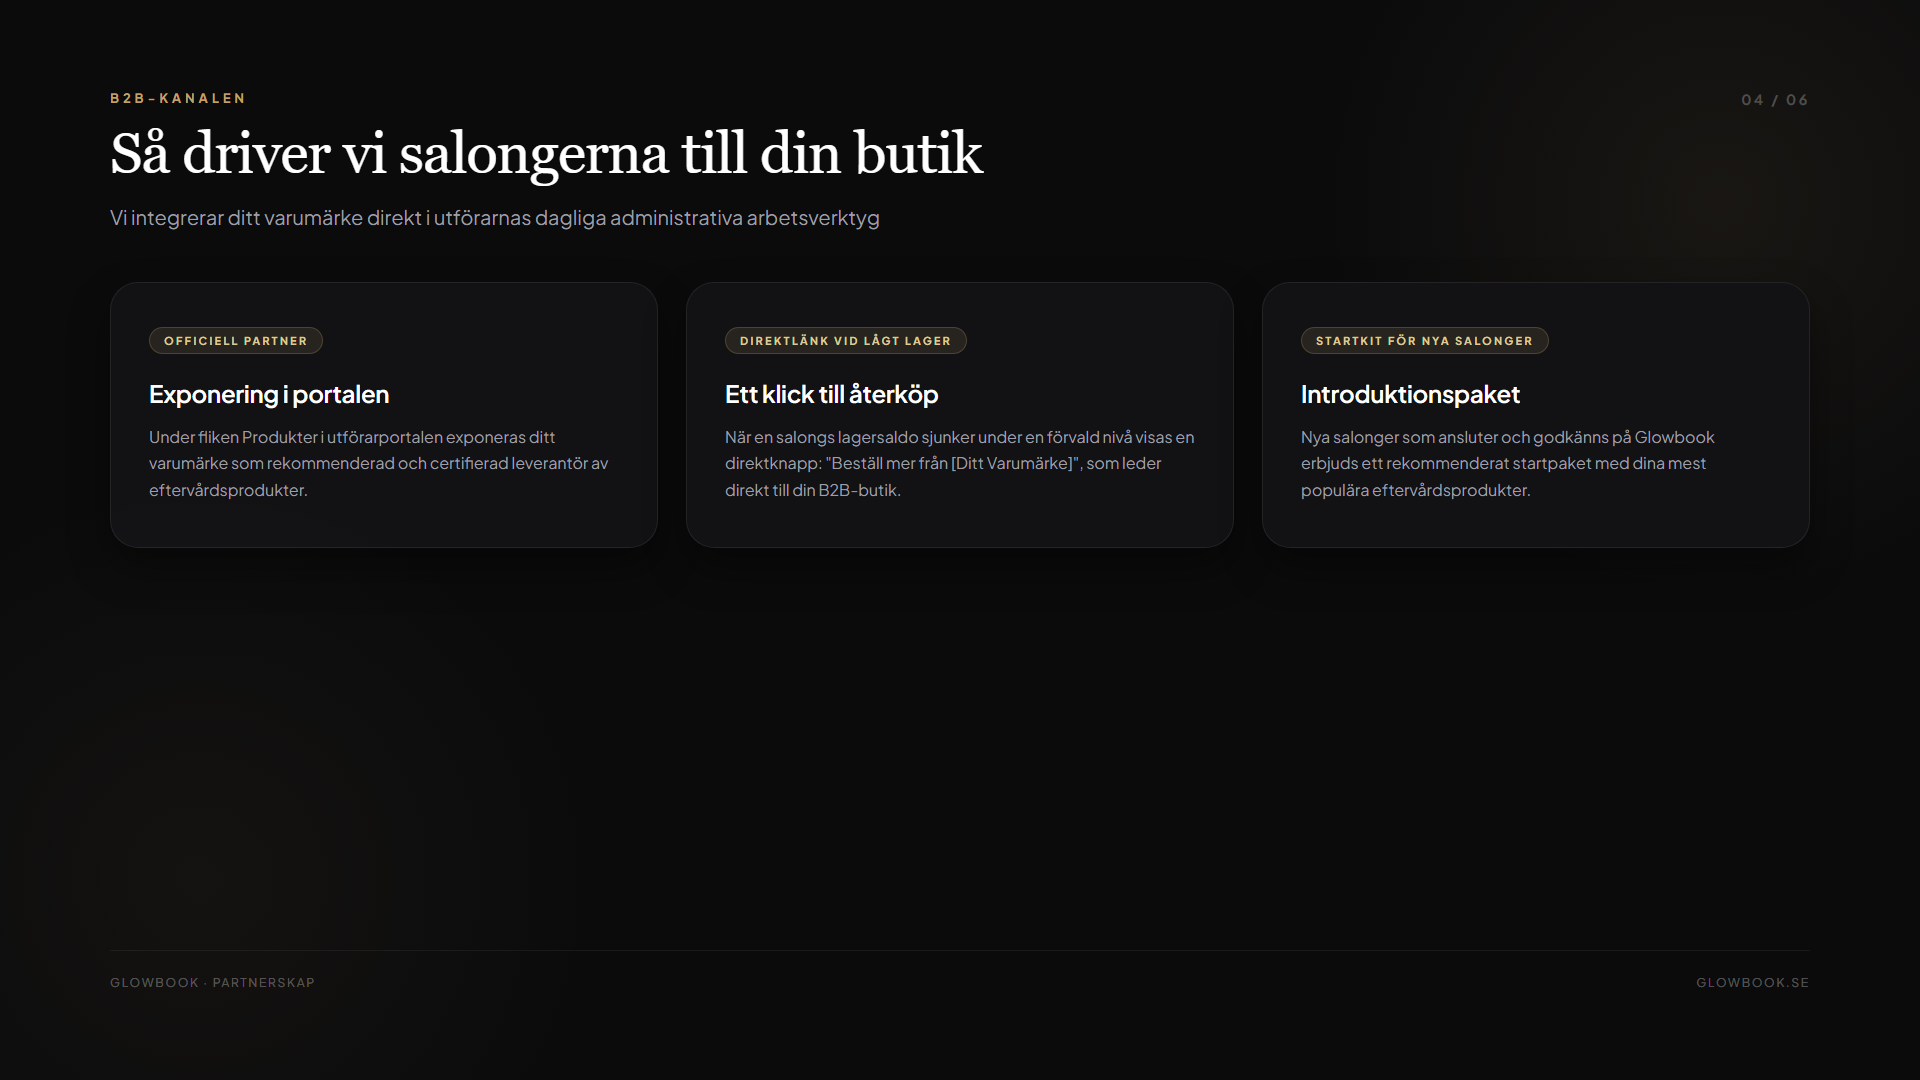 B2B-KANALEN
04 / 06
Så driver vi salongerna till din butik
Vi integrerar ditt varumärke direkt i utförarnas dagliga administrativa arbetsverktyg
OFFICIELL PARTNER
Exponering i portalen
Under fliken Produkter i utförarportalen exponeras ditt
varumärke som rekommenderad och certifierad leverantör av
eftervårdsprodukter.
DIREKTLÄNK VID LÅGT LAGER
Ett klick till återköp
När en salongs lagersaldo sjunker under en förvald nivå visas en
direktknapp: "Beställ mer från [Ditt Varumärke]", som leder
direkt till din B2B-butik.
STARTKIT FÖR NYA SALONGER
Introduktionspaket
Nya salonger som ansluter och godkänns på Glowbook
erbjuds ett rekommenderat startpaket med dina mest
populära eftervårdsprodukter.
GLOWBOOK · PARTNERSKAP
GLOWBOOK.SE